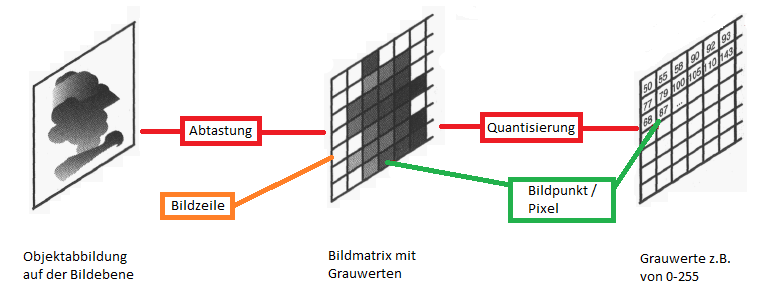 Abtastung
Quantisierung
Bildzeile
Bildpunkt /
Pixel
50 55 58 90 92 93
77 79 100 105 110 143
68 87 ...
Objektabbildung
auf der Bildebene
Bildmatrix mit
Grauwerten
Grauwerte z.B.
von 0-255